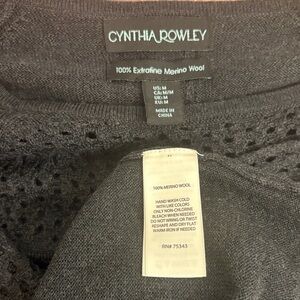 CYNTHIA ROWLEY
100% Extrafine Merino Wool
US: M
CA: M/M
UK: M
EU: M
MADE IN
CHINA
100% MERINO WOOL
HAND WASH COLD
WITH LIKE COLORS
ONLY NON-CHLORINE
BLEACH WHEN NEEDED
DO NOT WRING OR TWIST
RESHAPE AND DRY FLAT
WARM IRON IF NEEDED
RN# 75343